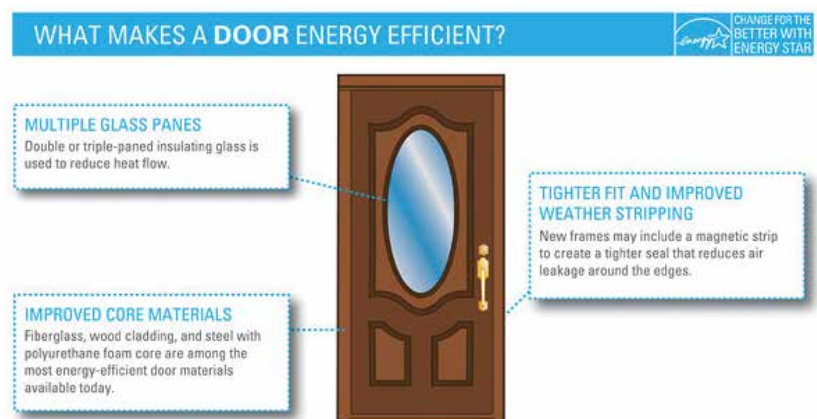 WHAT MAKES A DOOR ENERGY EFFICIENT?
energy
CHANGE FOR THE
BETTER WITH
ENERGY STAR
MULTIPLE GLASS PANES
Double or triple-paned insulating glass is
used to reduce heat flow.
TIGHTER FIT AND IMPROVED
WEATHER STRIPPING
New frames may include a magnetic strip
to create a tighter seal that reduces air
leakage around the edges.
IMPROVED CORE MATERIALS
Fiberglass, wood cladding, and steel with
polyurethane foam core are among the
most energy-efficient door materials
available today.